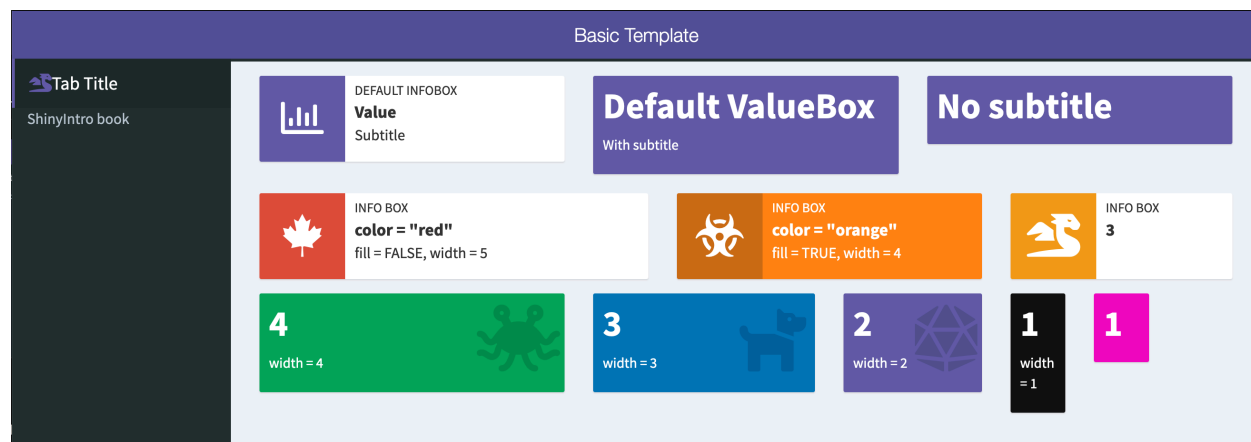 Basic Template
Tab Title
ShinyIntro book
DEFAULT INFOBOX
Value
Subtitle
Default ValueBox
With subtitle
No subtitle
INFO BOX
color = "red"
fill = FALSE, width = 5
INFO BOX
color = "orange"
fill = TRUE, width = 4
INFO BOX
3
4
width = 4
3
width = 3
2
width = 2
1
width
= 1
1